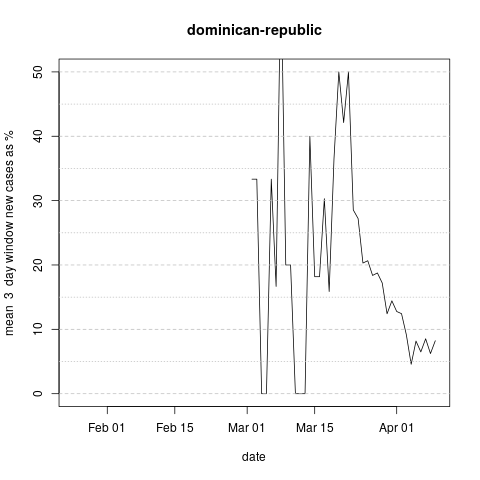 dominican-republic
mean 3 day window new cases as %
50
40
30
20
10
0
Feb 01 Feb 15 Mar 01 Mar 15 Apr 01
date